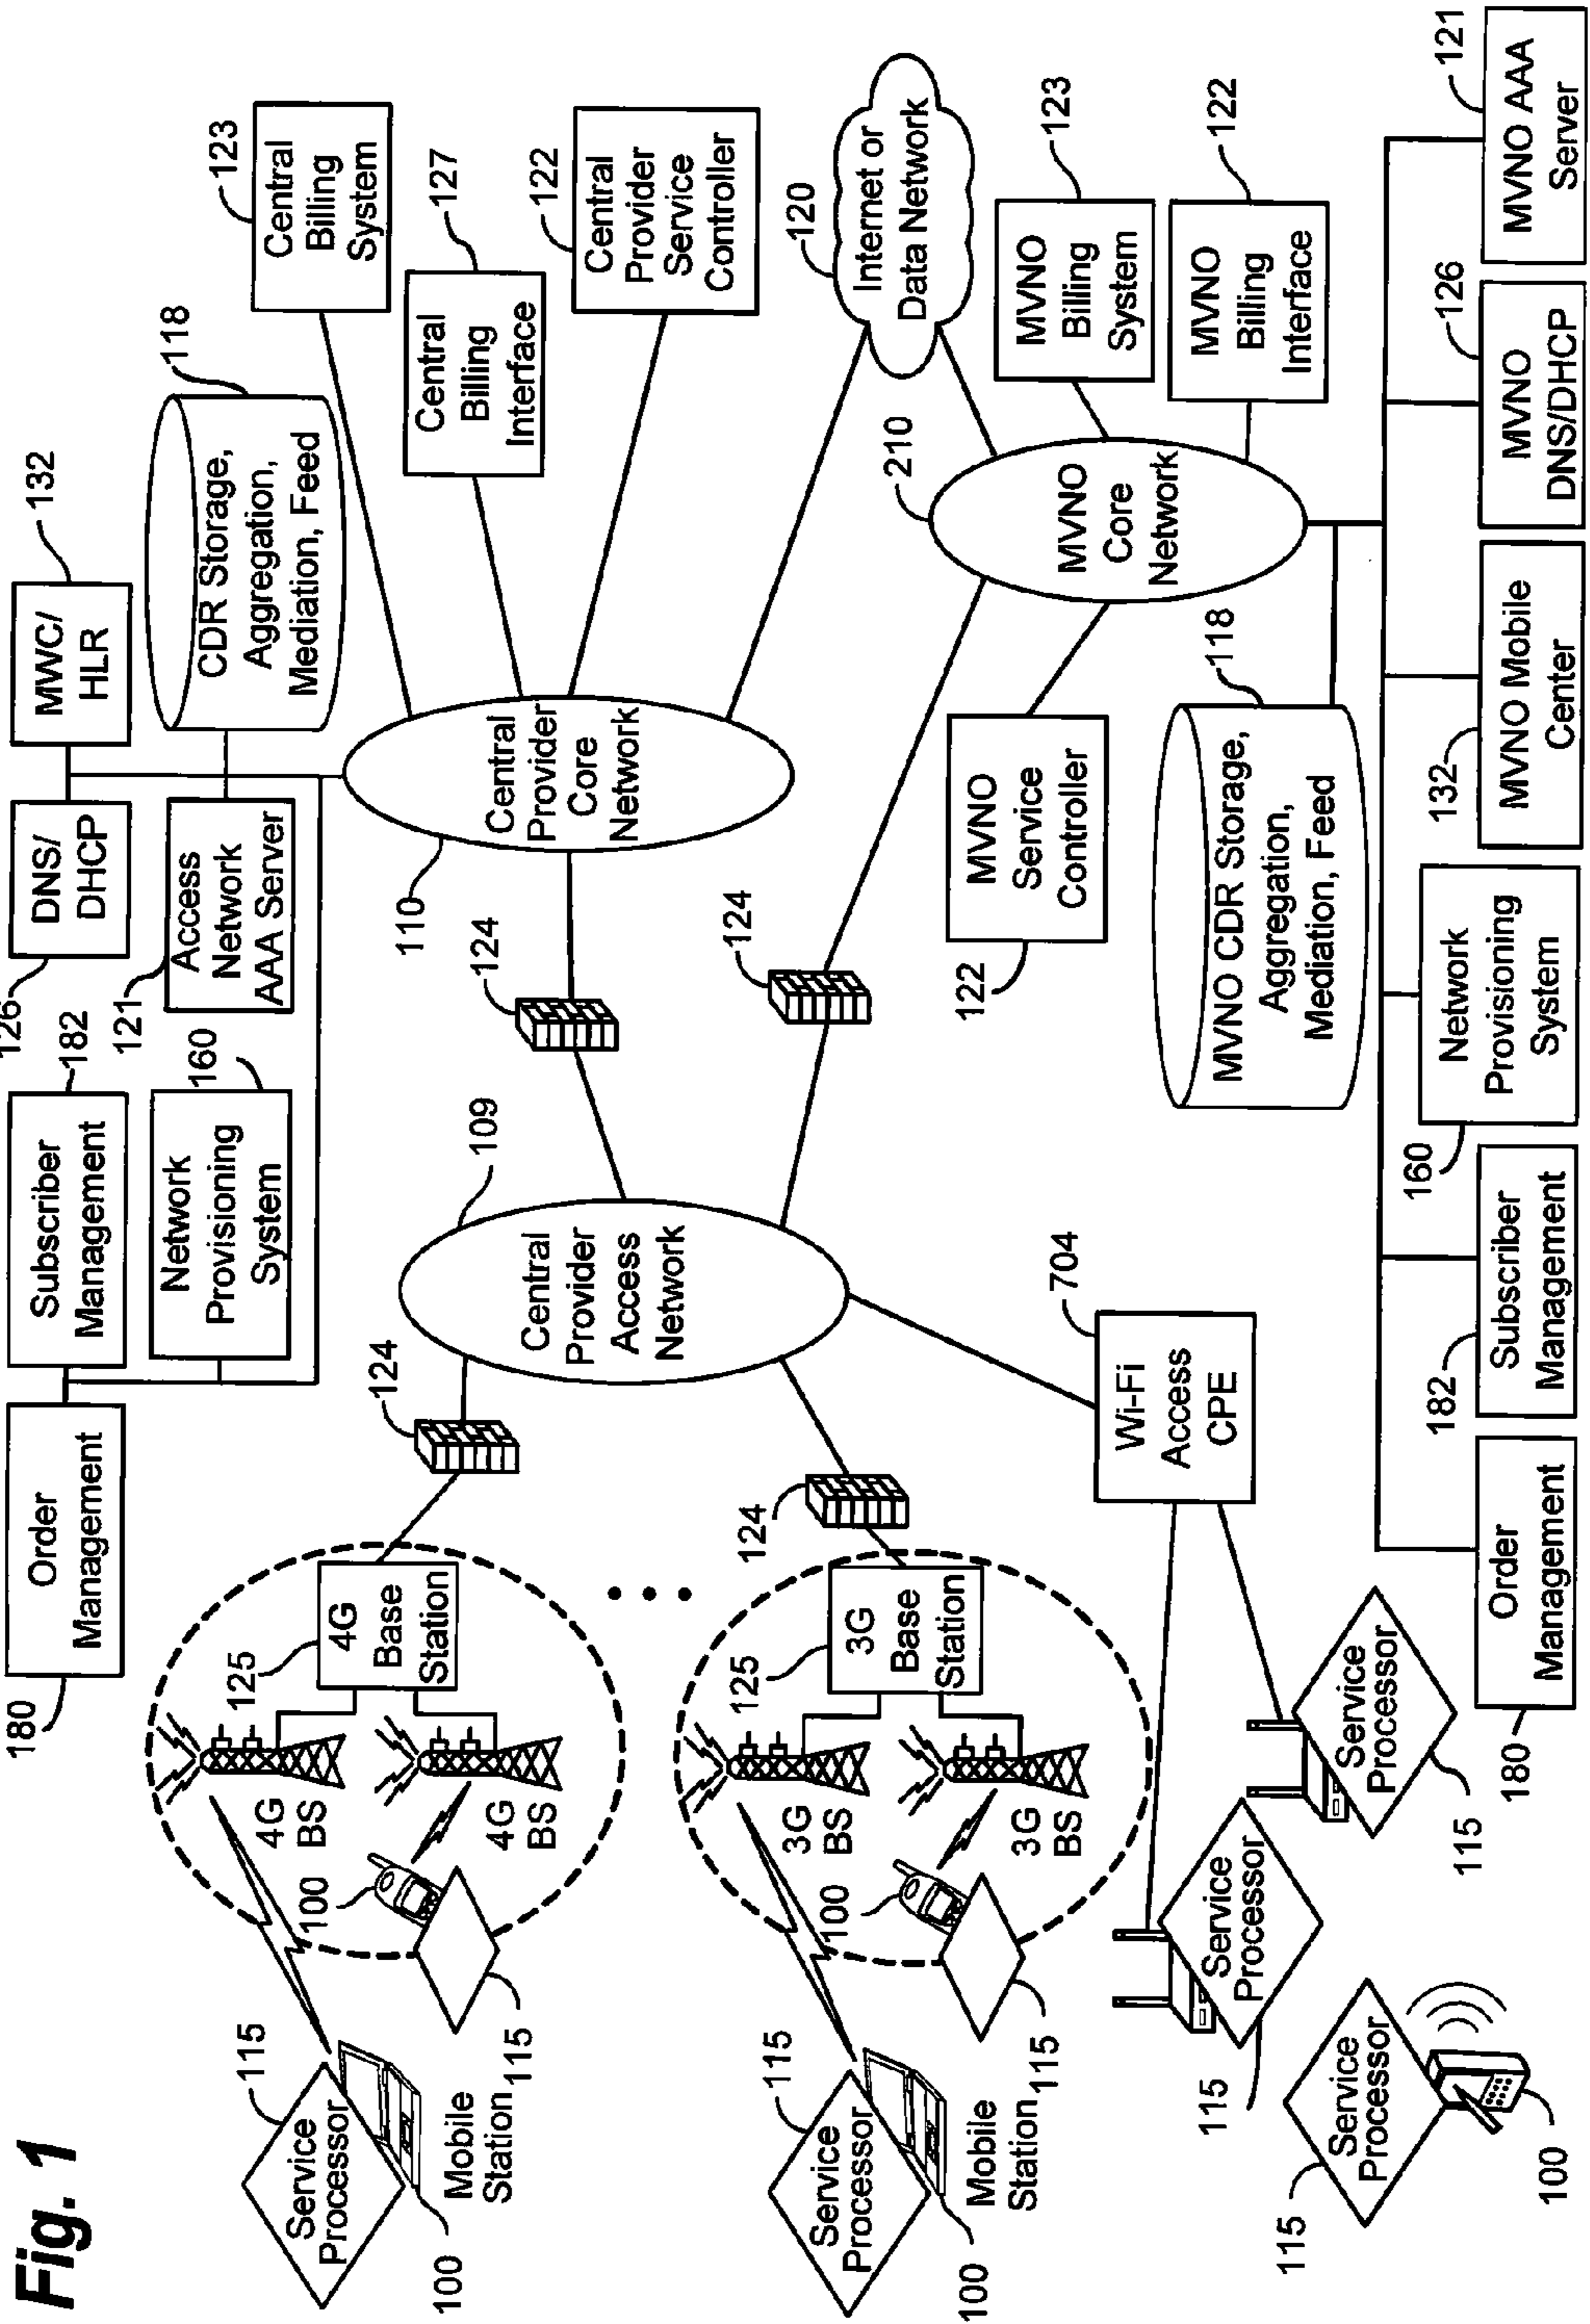 Fig. 1
180
Order
Management
Subscriber
Management
182
126
DNS/
DHCP
MWC/
HLR
132
Network
Provisioning
System
160
121
Access
Network
AAA Server
CDR Storage,
Aggregation,
Mediation, Feed
118
Central
Billing
System
123
Central
Billing
Interface
127
Central
Provider
Service
Controller
122
115
Service
Processor
100
Mobile
Station
115
100
4G
BS
4G
BS
125
4G
Base
Station
124
Central
Provider
Access
Network
109
124
110
Central
Provider
Core
Network
120
Internet or
Data Network
115
Service
Processor
100
Mobile
Station
115
100
3G
BS
3G
BS
125
3G
Base
Station
124
124
210
MVNO
Core
Network
MVNO
Billing
System
123
MVNO
Billing
Interface
122
MVNO
Service
Controller
122
MVNO CDR Storage,
Aggregation,
Mediation, Feed
118
Wi-Fi
Access
CPE
704
Service
Processor
115
Service
Processor
115
Service
Processor
115
100
180
Order
Management
182
Subscriber
Management
160
Network
Provisioning
System
132
MVNO Mobile
Center
MVNO
DNS/DHCP
126
MVNO AAA
Server
121